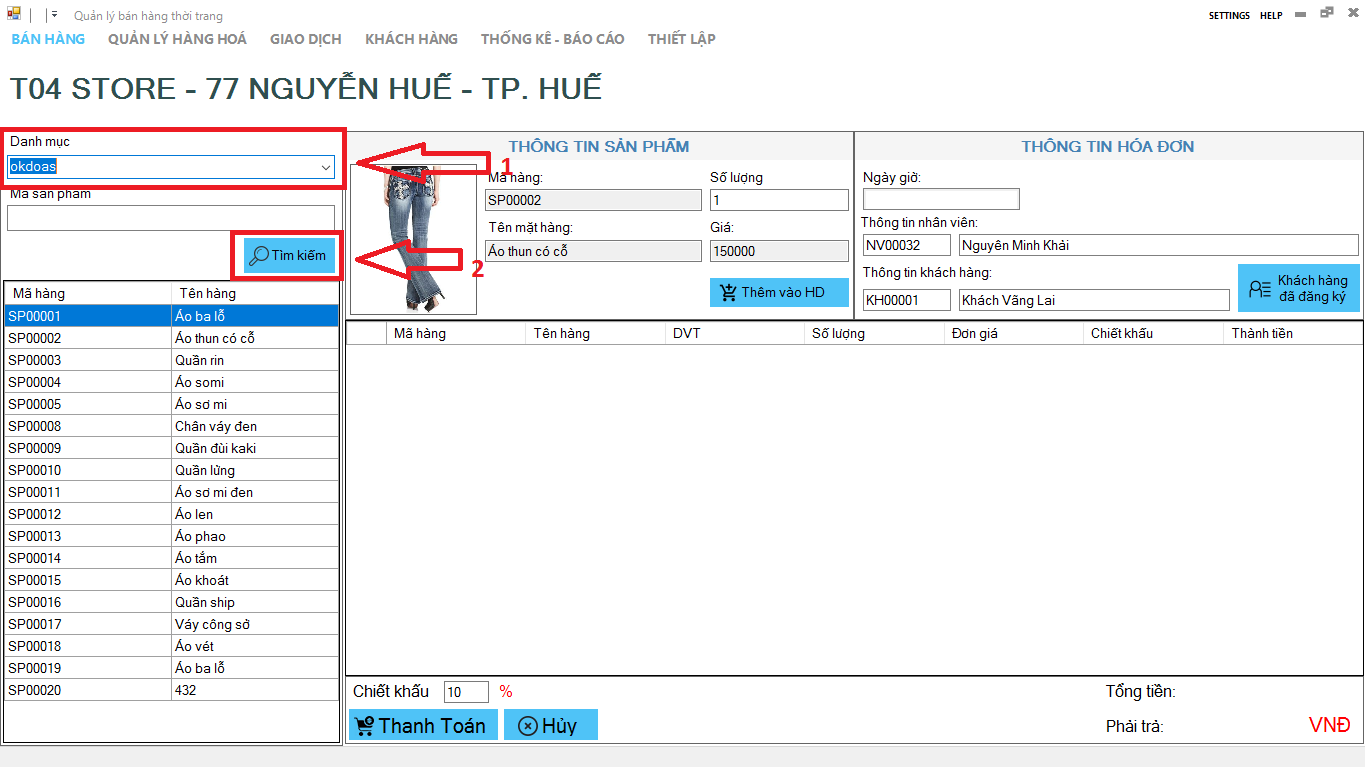 Quản lý bán hàng thời trang
SETTINGS HELP
BÁN HÀNG QUẢN LÝ HÀNG HOÁ GIAO DỊCH KHÁCH HÀNG THỐNG KÊ - BÁO CÁO THIẾT LẬP
T04 STORE - 77 NGUYỄN HUẾ - TP. HUẾ
Danh mục
okdoas
1
Mã sản phẩm
Tìm kiếm
2
Mã hàng Tên hàng
SP00001 Áo ba lỗ
SP00002 Áo thun có cỗ
SP00003 Quần rin
SP00004 Áo somi
SP00005 Áo sơ mi
SP00008 Chân váy đen
SP00009 Quần đùi kaki
SP00010 Quần lửng
SP00011 Áo sơ mi đen
SP00012 Áo len
SP00013 Áo phao
SP00014 Áo tắm
SP00015 Áo khoát
SP00016 Quần ship
SP00017 Váy công sở
SP00018 Áo vét
SP00019 Áo ba lỗ
SP00020 432
THÔNG TIN SẢN PHẨM
Mã hàng: Số lượng
SP00002 1
Tên mặt hàng: Giá:
Áo thun có cỗ 150000
Thêm vào HD
THÔNG TIN HÓA ĐƠN
Ngày giờ:
Thông tin nhân viên:
NV00032 Nguyên Minh Khải
Thông tin khách hàng:
KH00001 Khách Vãng Lai
Khách hàng
đã đăng ký
Mã hàng Tên hàng DVT Số lượng Đơn giá Chiết khấu Thành tiền
Chiết khấu 10 %
Tổng tiền:
Thanh Toán Hủy
Phải trả: VNĐ